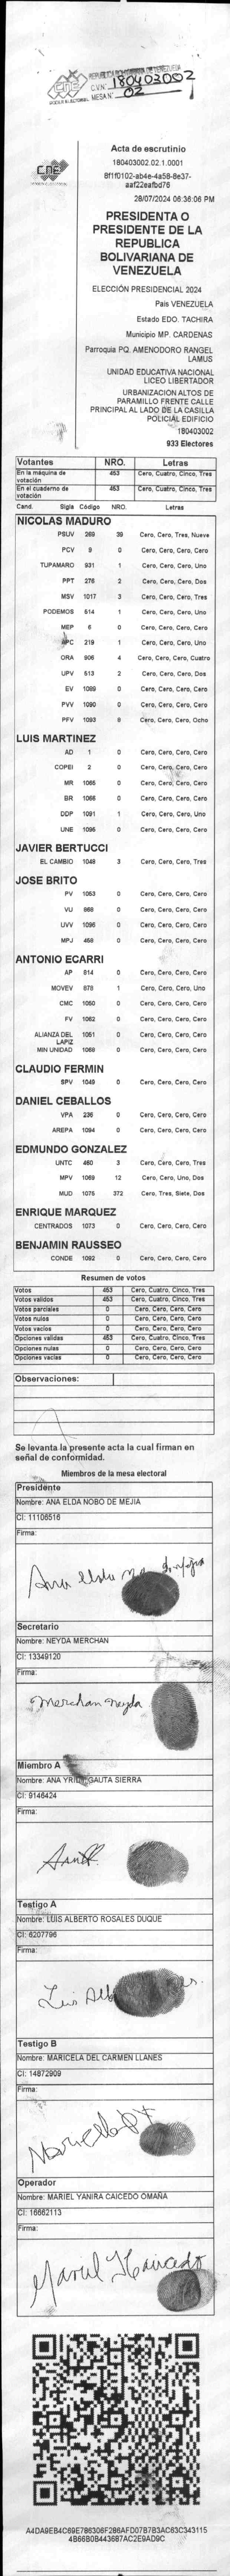 CNE
REPUBLICA BOLIVARIANA DE VENEZUELA
C.V.N: 180403002
MESA Nº 02
CNE
Acta de escrutinio
180403002.02.1.0001
8f1f0102-ab4e-4a58-8e37-
aaf22eafbd76
28/07/2024 06:36:06 PM
PRESIDENTA O
PRESIDENTE DE LA
REPUBLICA
BOLIVARIANA DE
VENEZUELA
ELECCIÓN PRESIDENCIAL 2024
País VENEZUELA
Estado EDO. TACHIRA
Municipio MP. CARDENAS
Parroquia PQ. AMENODORO RANGEL
LAMUS
UNIDAD EDUCATIVA NACIONAL
LICEO LIBERTADOR
URBANIZACION ALTOS DE
PARAMILLO FRENTE CALLE
PRINCIPAL AL LADO DE LA CASILLA
POLICIAL EDIFICIO
180403002
933 Electores
Votantes NRO. Letras
En la máquina de votación 453 Cero, Cuatro, Cinco, Tres
En el cuaderno de votación 453 Cero, Cuatro, Cinco, Tres
Cand. Sigla Código NRO. Letras
NICOLAS MADURO
PSUV 269 39 Cero, Cero, Tres, Nueve
PCV 9 0 Cero, Cero, Cero, Cero
TUPAMARO 931 1 Cero, Cero, Cero, Uno
PPT 276 2 Cero, Cero, Cero, Dos
MSV 1017 3 Cero, Cero, Cero, Tres
PODEMOS 514 1 Cero, Cero, Cero, Uno
MEP 6 0 Cero, Cero, Cero, Cero
APC 219 1 Cero, Cero, Cero, Uno
ORA 906 4 Cero, Cero, Cero, Cuatro
UPV 513 2 Cero, Cero, Cero, Dos
EV 1089 0 Cero, Cero, Cero, Cero
PVV 1090 0 Cero, Cero, Cero, Cero
PFV 1093 8 Cero, Cero, Cero, Ocho
LUIS MARTINEZ
AD 1 0 Cero, Cero, Cero, Cero
COPEI 2 0 Cero, Cero, Cero, Cero
MR 1065 0 Cero, Cero, Cero, Cero
BR 1066 0 Cero, Cero, Cero, Cero
DDP 1091 1 Cero, Cero, Cero, Uno
UNE 1095 0 Cero, Cero, Cero, Cero
JAVIER BERTUCCI
EL CAMBIO 1048 3 Cero, Cero, Cero, Tres
JOSE BRITO
PV 1053 0 Cero, Cero, Cero, Cero
VU 868 0 Cero, Cero, Cero, Cero
UVV 1096 0 Cero, Cero, Cero, Cero
MPJ 458 0 Cero, Cero, Cero, Cero
ANTONIO ECARRI
AP 814 0 Cero, Cero, Cero, Cero
MOVEV 878 1 Cero, Cero, Cero, Uno
CMC 1050 0 Cero, Cero, Cero, Cero
FV 1062 0 Cero, Cero, Cero, Cero
ALIANZA DEL LAPIZ 1051 0 Cero, Cero, Cero, Cero
MIN UNIDAD 1068 0 Cero, Cero, Cero, Cero
CLAUDIO FERMIN
SPV 1049 0 Cero, Cero, Cero, Cero
DANIEL CEBALLOS
VPA 236 0 Cero, Cero, Cero, Cero
AREPA 1094 0 Cero, Cero, Cero, Cero
EDMUNDO GONZALEZ
UNTC 460 3 Cero, Cero, Cero, Tres
MPV 1069 12 Cero, Cero, Uno, Dos
MUD 1075 372 Cero, Tres, Siete, Dos
ENRIQUE MARQUEZ
CENTRADOS 1073 0 Cero, Cero, Cero, Cero
BENJAMIN RAUSSEO
CONDE 1092 0 Cero, Cero, Cero, Cero
Resumen de votos
Votos 453 Cero, Cuatro, Cinco, Tres
Votos validos 453 Cero, Cuatro, Cinco, Tres
Votos parciales 0 Cero, Cero, Cero, Cero
Votos nulos 0 Cero, Cero, Cero, Cero
Votos vacios 0 Cero, Cero, Cero, Cero
Opciones validas 453 Cero, Cuatro, Cinco, Tres
Opciones nulas 0 Cero, Cero, Cero, Cero
Opciones vacias 0 Cero, Cero, Cero, Cero
Observaciones:
Se levanta la presente acta la cual firman en
señal de conformidad.
Miembros de la mesa electoral
Presidente
Nombre: ANA ELDA NOBO DE MEJIA
CI: 11106516
Firma:
Ana Elda
Secretario
Nombre: NEYDA MERCHAN
CI: 13349120
Firma:
Merchan Neyda
Miembro A
Nombre: ANA GAUTA SIERRA
CI: 9146424
Firma:
Testigo A
Nombre: LUIS ALBERTO ROSALES DUQUE
CI: 6207796
Firma:
Luis Alb
Testigo B
Nombre: MARICELA DEL CARMEN LLANES
CI: 14872909
Firma:
Operador
Nombre: MARIEL YANIRA CAICEDO OMAÑA
CI: 16662113
Firma:
Mariel Y Caicedo
A4DA9EB4C69E786306F286AFD07B7B3AC63C343115
4B66B0B443687AC2E9AD9C